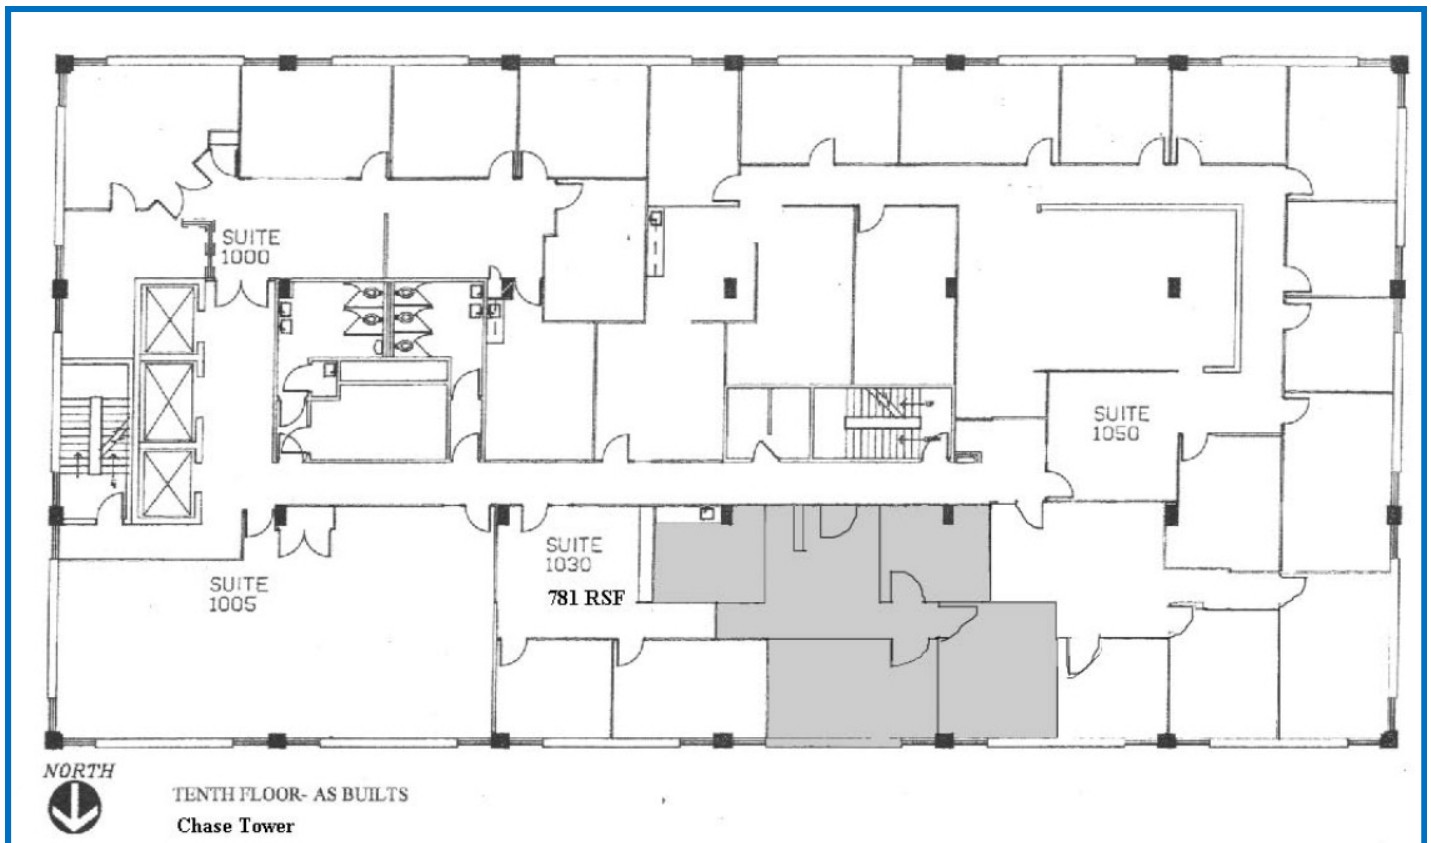 SUITE
1000
SUITE
1050
SUITE
1030
781 RSF
SUITE
1005
NORTH
TENTH FLOOR- AS BUILTS
Chase Tower